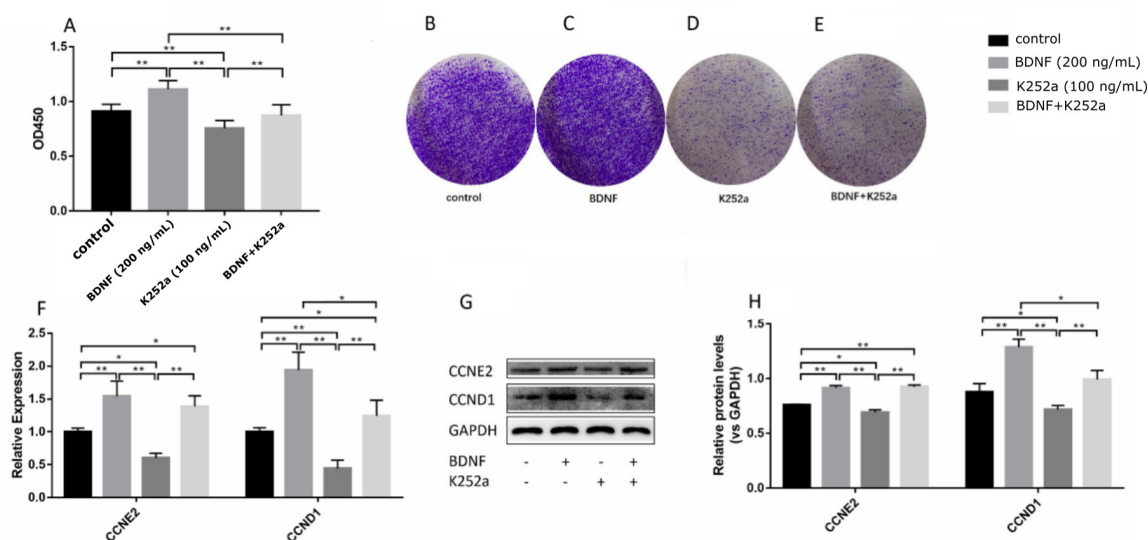 A
**
**
** ** **
1.5
1.0
0.5
0.0
OD450
control
BDNF (200 ng/mL)
K252a (100 ng/mL)
BDNF+K252a
B C D E
control BDNF K252a BDNF+K252a
control
BDNF (200 ng/mL)
K252a (100 ng/mL)
BDNF+K252a
F
*
*
** ** **
*
*
**
** ** **
2.5
2.0
1.5
1.0
0.5
0.0
Relative Expression
CCNE2
CCND1
G
CCNE2
CCND1
GAPDH
BDNF - + - +
K252a - - + +
H
**
*
** ** **
*
*
** ** **
1.5
1.0
0.5
0.0
Relative protein levels
(vs GAPDH)
CCNE2
CCND1